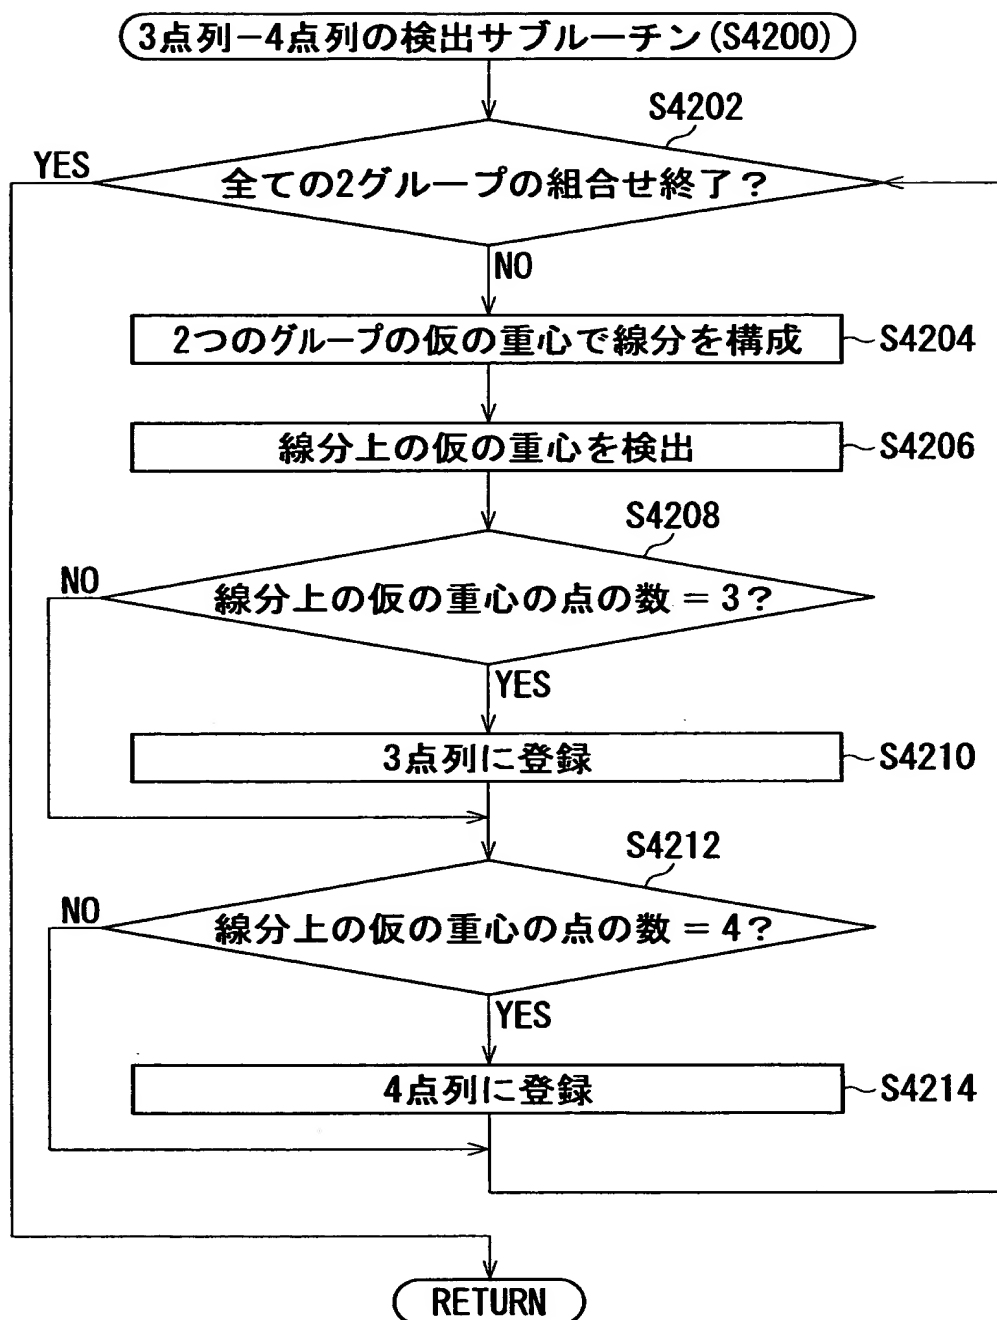 3点列-4点列の検出サブルーチン(S4200)
S4202
YES
全ての2グループの組合せ終了?
NO
2つのグループの仮の重心で線分を構成
S4204
線分上の仮の重心を検出
S4206
S4208
NO
線分上の仮の重心の点の数=3?
YES
3点列に登録
S4210
S4212
NO
線分上の仮の重心の点の数=4?
YES
4点列に登録
S4214
RETURN